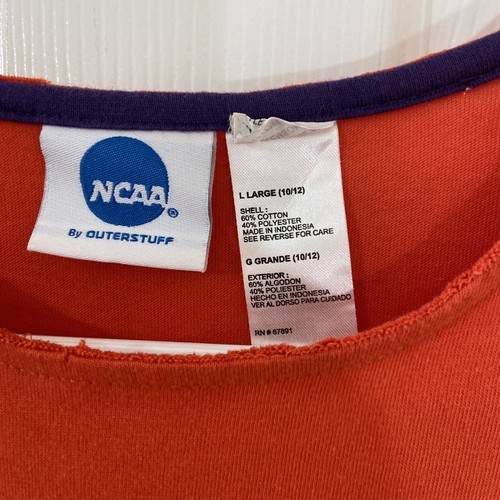 NCAA®
By OUTERSTUFF
L LARGE (10/12)
SHELL :
60% COTTON
40% POLYESTER
MADE IN INDONESIA
SEE REVERSE FOR CARE
G GRANDE (10/12)
EXTERIOR :
60% ALGODON
40% POLIESTER
HECHO EN INDONESIA
VER AL DORSO PARA CUIDADO
RN # 67891